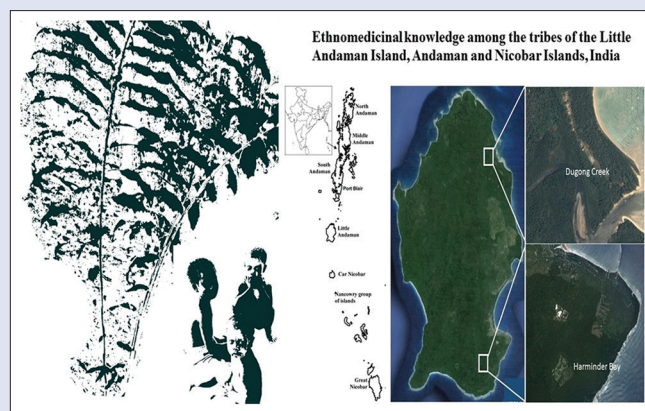 Ethnomedicinal knowledge among the tribes of the Little
Andaman Island, Andaman and Nicobar Islands, India
North
Andaman
Middle
Andaman
South
Andaman
Port Blair
Little
Andaman
Car Nicobar
Nancowry group
of islands
Great
Nicobar
Dugong Creek
Harminder Bay